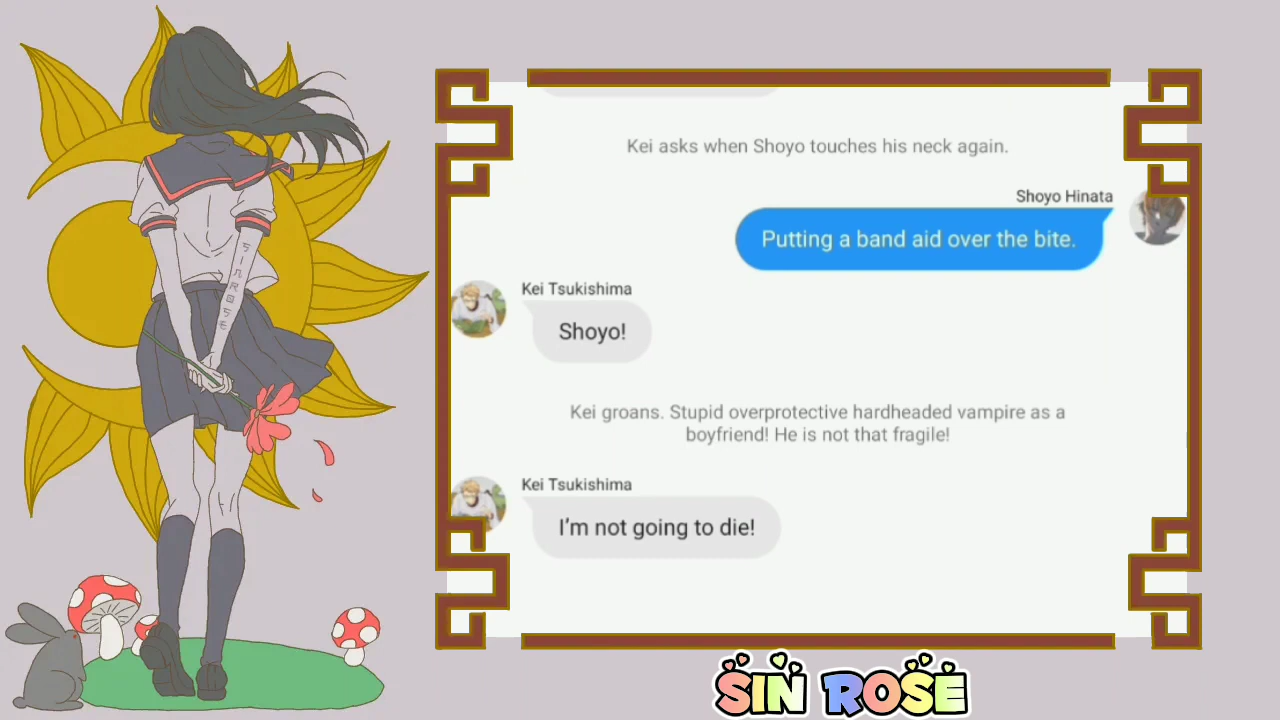 Kei asks when Shoyo touches his neck again.
Shoyo Hinata
Putting a band aid over the bite.
Kei Tsukishima
Shoyo!
Kei groans. Stupid overprotective hardheaded vampire as a
boyfriend! He is not that fragile!
Kei Tsukishima
I'm not going to die!
SINROSE
SIN ROSE